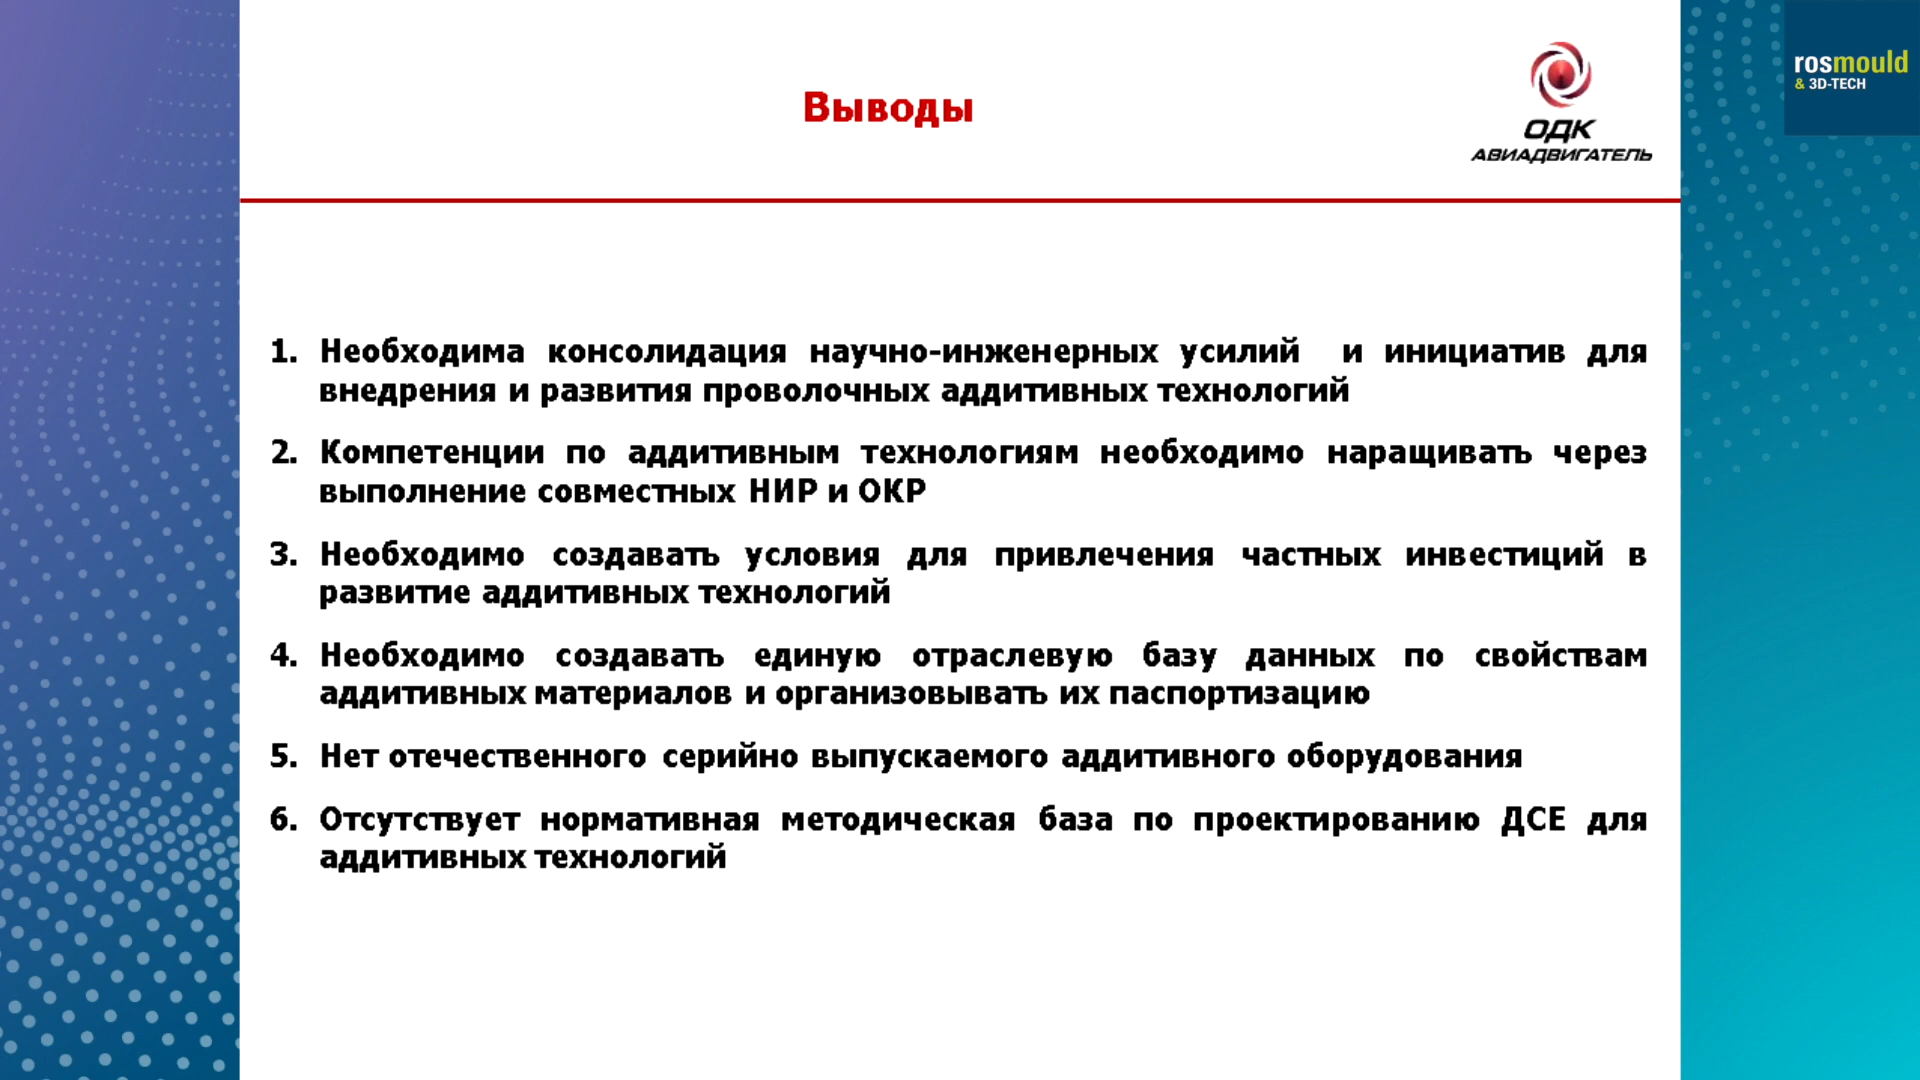 Выводы
ОДК
АВИАДВИГАТЕЛЬ
rosmould
& 3D-TECH
1. Необходима консолидация научно-инженерных усилий и инициатив для
внедрения и развития проволочных аддитивных технологий
2. Компетенции по аддитивным технологиям необходимо наращивать через
выполнение совместных НИР и ОКР
3. Необходимо создавать условия для привлечения частных инвестиций в
развитие аддитивных технологий
4. Необходимо создавать единую отраслевую базу данных по свойствам
аддитивных материалов и организовывать их паспортизацию
5. Нет отечественного серийно выпускаемого аддитивного оборудования
6. Отсутствует нормативная методическая база по проектированию ДСЕ для
аддитивных технологий